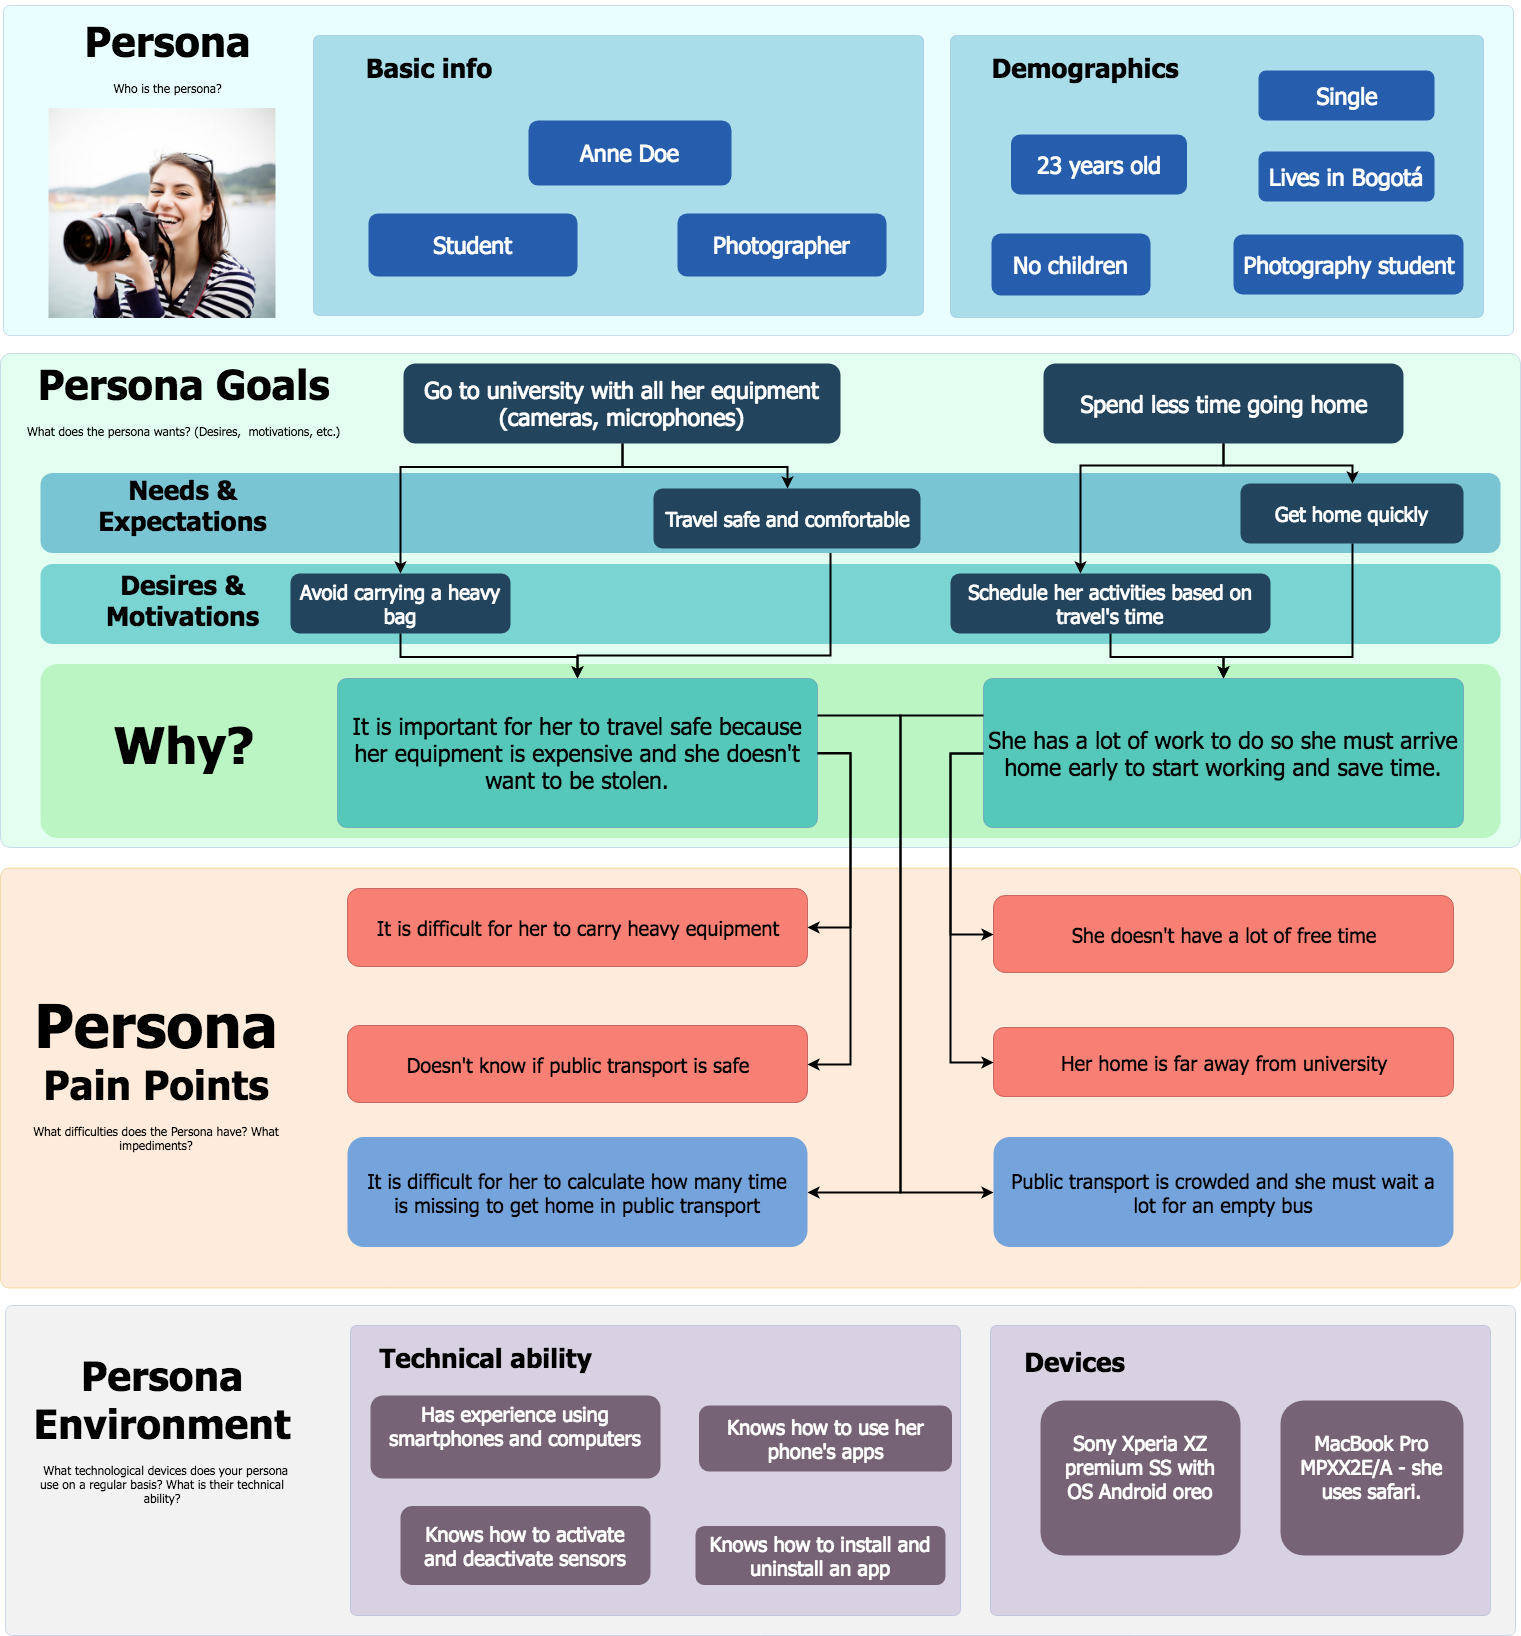 Persona
Who is the persona?
Basic info
Anne Doe
Student
Photographer
Demographics
Single
23 years old
Lives in Bogotá
No children
Photography student
Persona Goals
What does the persona wants? (Desires,  motivations, etc.)
Go to university with all her equipment
(cameras, microphones)
Spend less time going home
Needs &
Expectations
Travel safe and comfortable
Get home quickly
Desires &
Motivations
Avoid carrying a heavy
bag
Schedule her activities based on
travel's time
Why?
It is important for her to travel safe because
her equipment is expensive and she doesn't
want to be stolen.
She has a lot of work to do so she must arrive
home early to start working and save time.
Persona
Pain Points
What difficulties does the Persona have? What
impediments?
It is difficult for her to carry heavy equipment
She doesn't have a lot of free time
Doesn't know if public transport is safe
Her home is far away from university
It is difficult for her to calculate how many time
is missing to get home in public transport
Public transport is crowded and she must wait a
lot for an empty bus
Persona
Environment
What technological devices does your persona
use on a regular basis? What is their technical
ability?
Technical ability
Has experience using
smartphones and computers
Knows how to use her
phone's apps
Knows how to activate
and deactivate sensors
Knows how to install and
uninstall an app
Devices
Sony Xperia XZ
premium SS with
OS Android oreo
MacBook Pro
MPXX2E/A - she
uses safari.